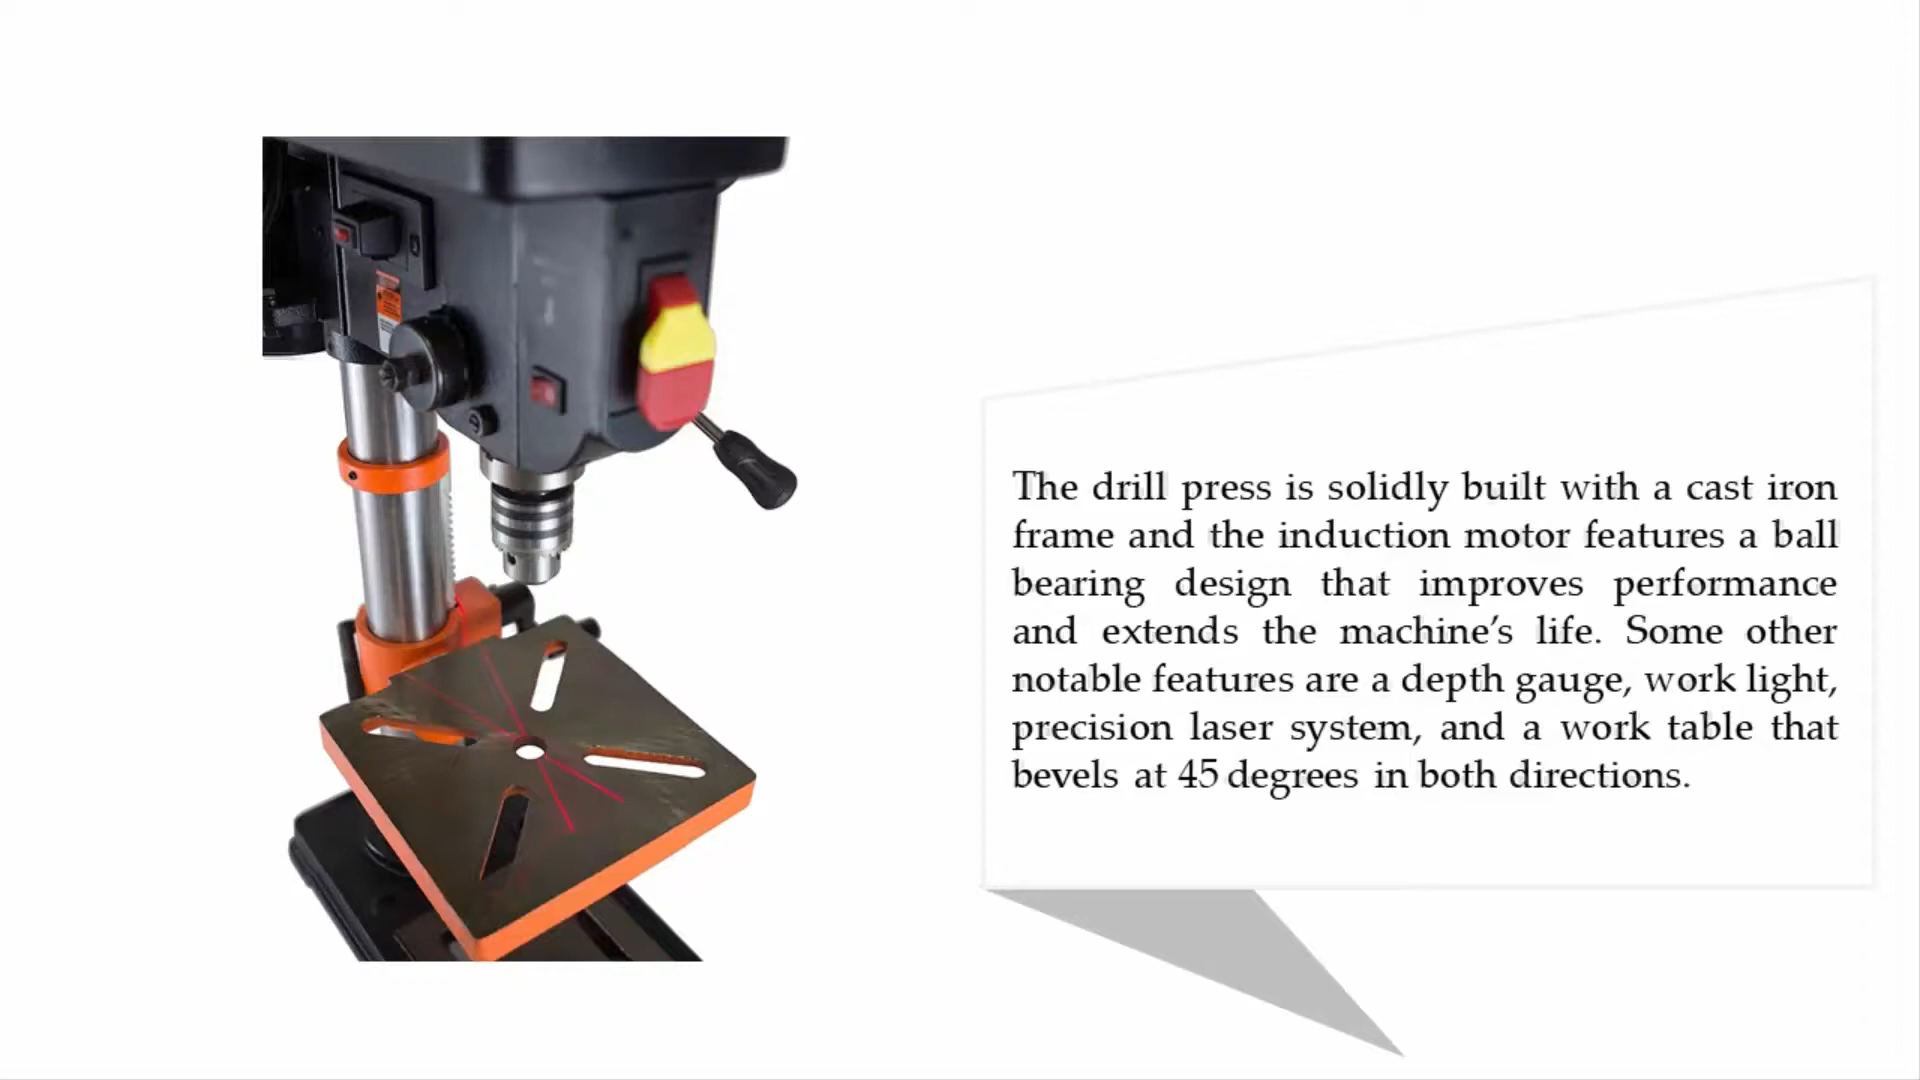 The drill press is solidly built with a cast iron
frame and the induction motor features a ball
bearing design that improves performance
and extends the machine's life. Some other
notable features are a depth gauge, work light,
precision laser system, and a work table that
bevels at 45 degrees in both directions.